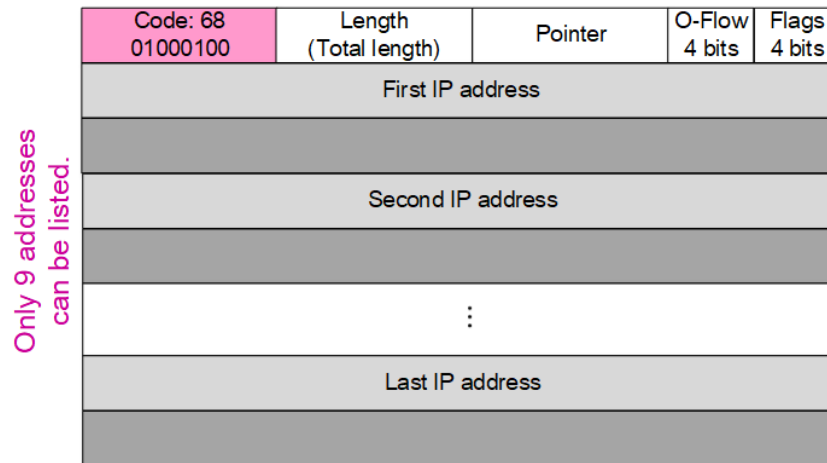 Code: 68
01000100
Length
(Total length)
Pointer
O-Flow
4 bits
Flags
4 bits
First IP address
Second IP address
⋮
Last IP address
Only 9 addresses
can be listed.